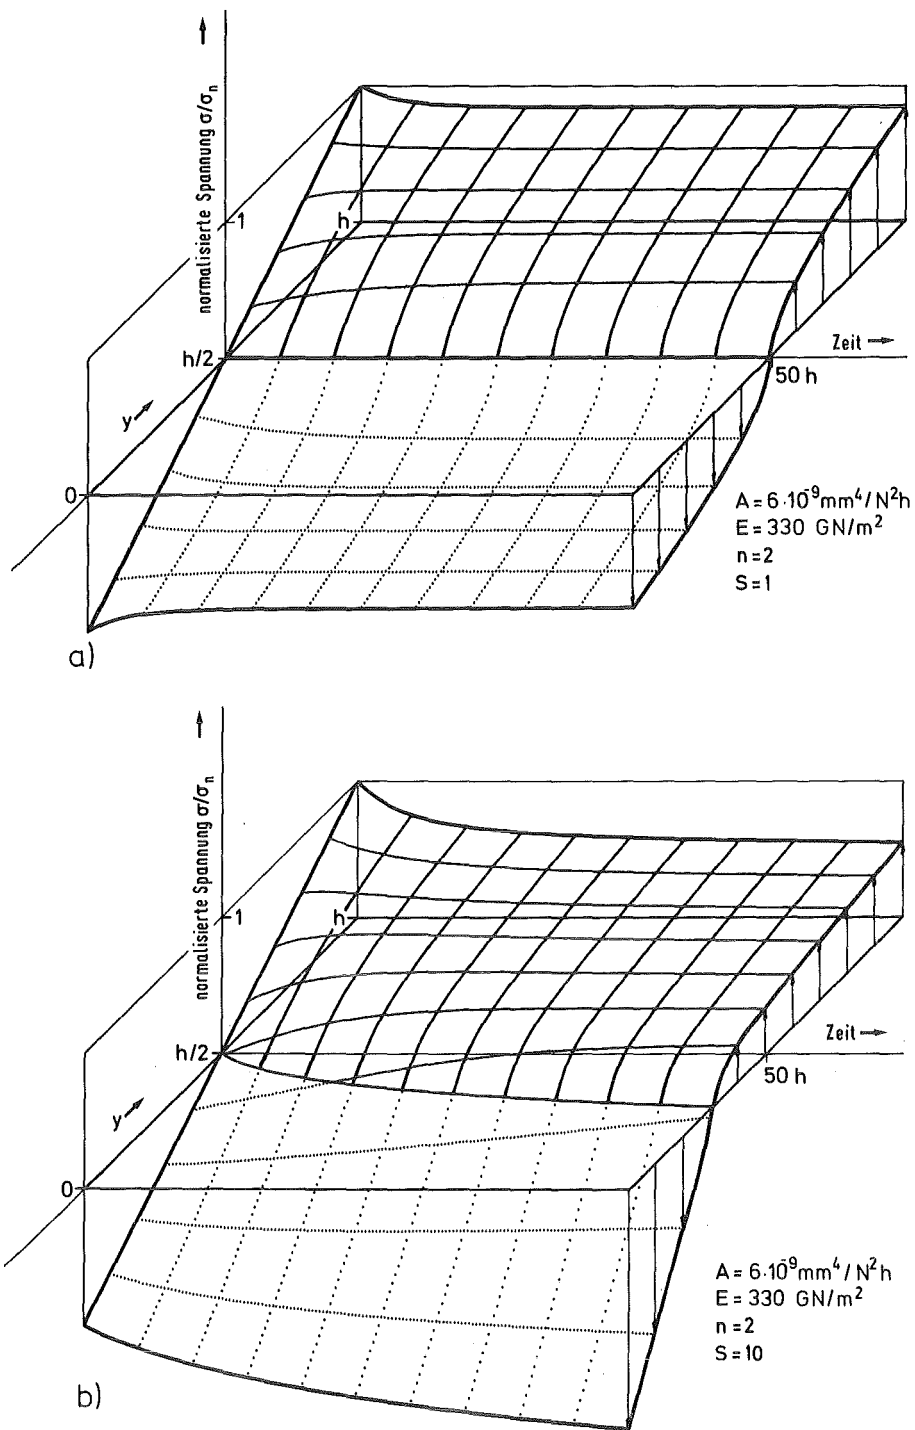 normalisierte Spannung σ/σn
1
h
h/2
Zeit →
50 h
y
0
A = 6·10⁻⁹mm⁴/N²h
E = 330 GN/m²
n = 2
S = 1
a)
normalisierte Spannung σ/σn
1
h
h/2
Zeit →
50 h
y
0
A = 6·10⁻⁹mm⁴/N²h
E = 330 GN/m²
n = 2
S = 10
b)